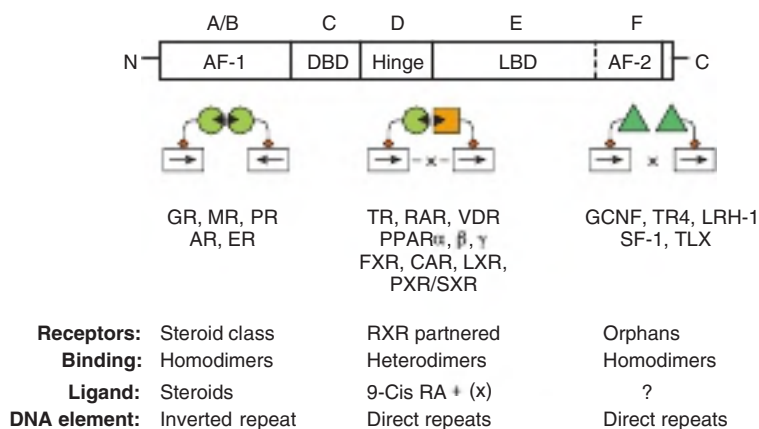 A/B C D E F
N AF-1 DBD Hinge LBD AF-2 C
x x
GR, MR, PR TR, RAR, VDR GCNF, TR4, LRH-1
AR, ER PPARα, β, γ SF-1, TLX
FXR, CAR, LXR,
PXR/SXR
Receptors: Steroid class RXR partnered Orphans
Binding: Homodimers Heterodimers Homodimers
Ligand: Steroids 9-Cis RA + (x) ?
DNA element: Inverted repeat Direct repeats Direct repeats